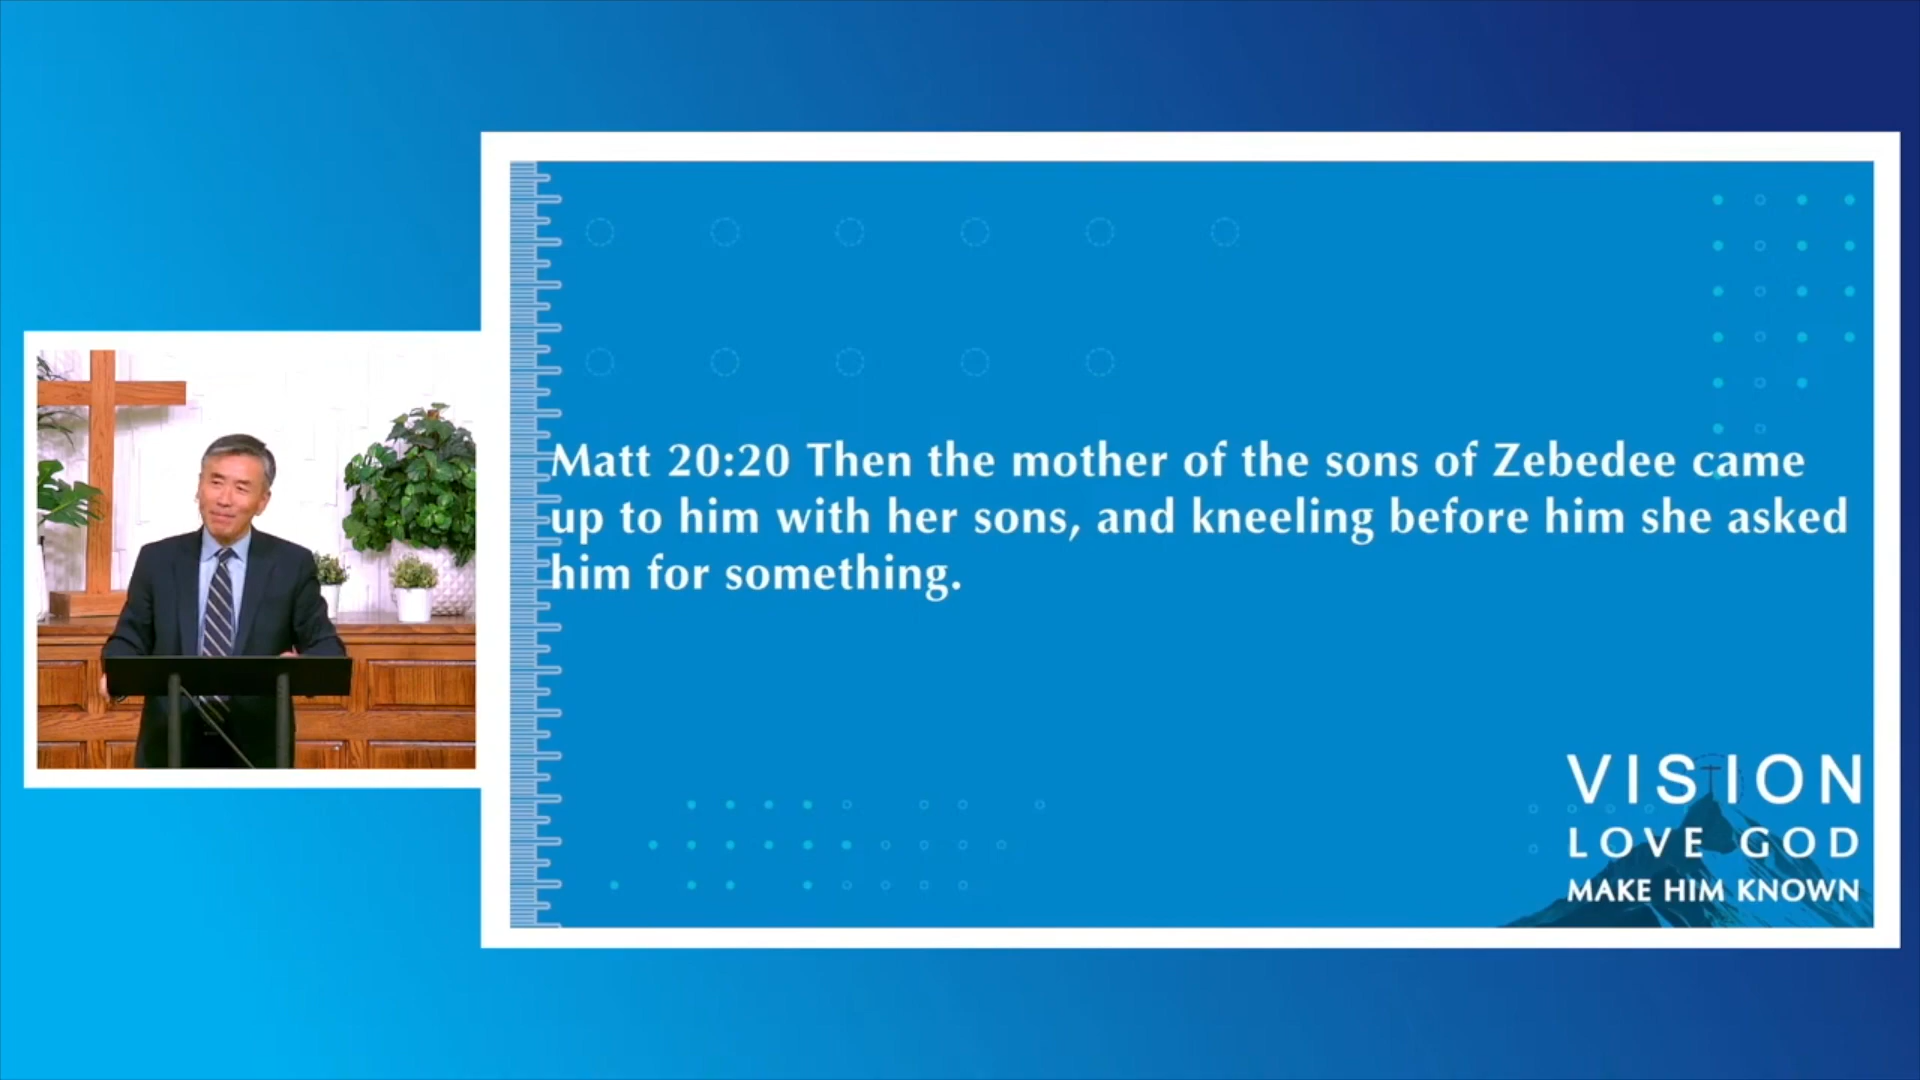 Matt 20:20 Then the mother of the sons of Zebedee came
up to him with her sons, and kneeling before him she asked
him for something.
VISION
LOVE GOD
MAKE HIM KNOWN